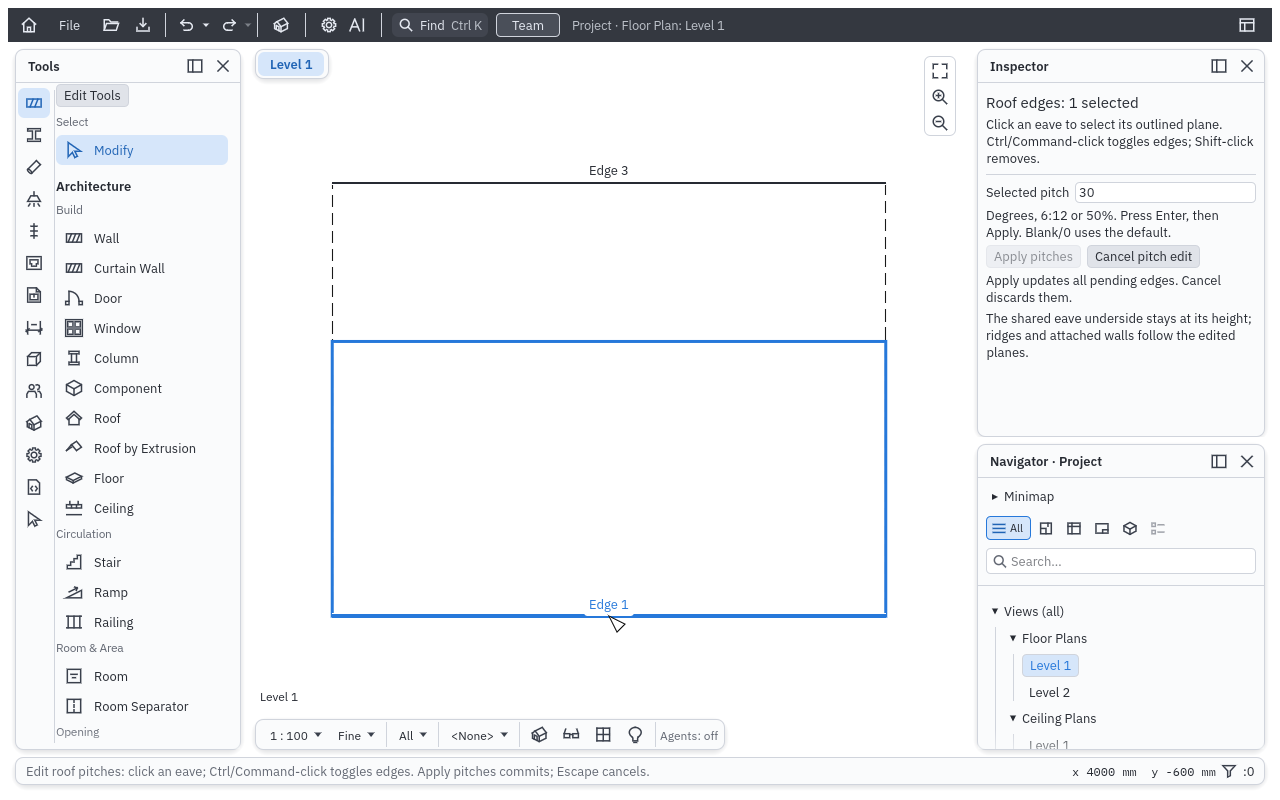 File
AI
Find Ctrl K
Team
Project · Floor Plan: Level 1
Tools
Edit Tools
Select
Modify
Architecture
Build
Wall
Curtain Wall
Door
Window
Column
Component
Roof
Roof by Extrusion
Floor
Ceiling
Circulation
Stair
Ramp
Railing
Room & Area
Room
Room Separator
Opening
Level 1
Edge 3
Edge 1
Level 1
1 : 100
Fine
All
<None>
Agents: off
Inspector
Roof edges: 1 selected
Click an eave to select its outlined plane.
Ctrl/Command-click toggles edges; Shift-click
removes.
Selected pitch 30
Degrees, 6:12 or 50%. Press Enter, then
Apply. Blank/0 uses the default.
Apply pitches Cancel pitch edit
Apply updates all pending edges. Cancel
discards them.
The shared eave underside stays at its height;
ridges and attached walls follow the edited
planes.
Navigator · Project
Minimap
All
Search...
Views (all)
Floor Plans
Level 1
Level 2
Ceiling Plans
Level 1
Edit roof pitches: click an eave; Ctrl/Command-click toggles edges. Apply pitches commits; Escape cancels.
x 4000 mm y -600 mm :0